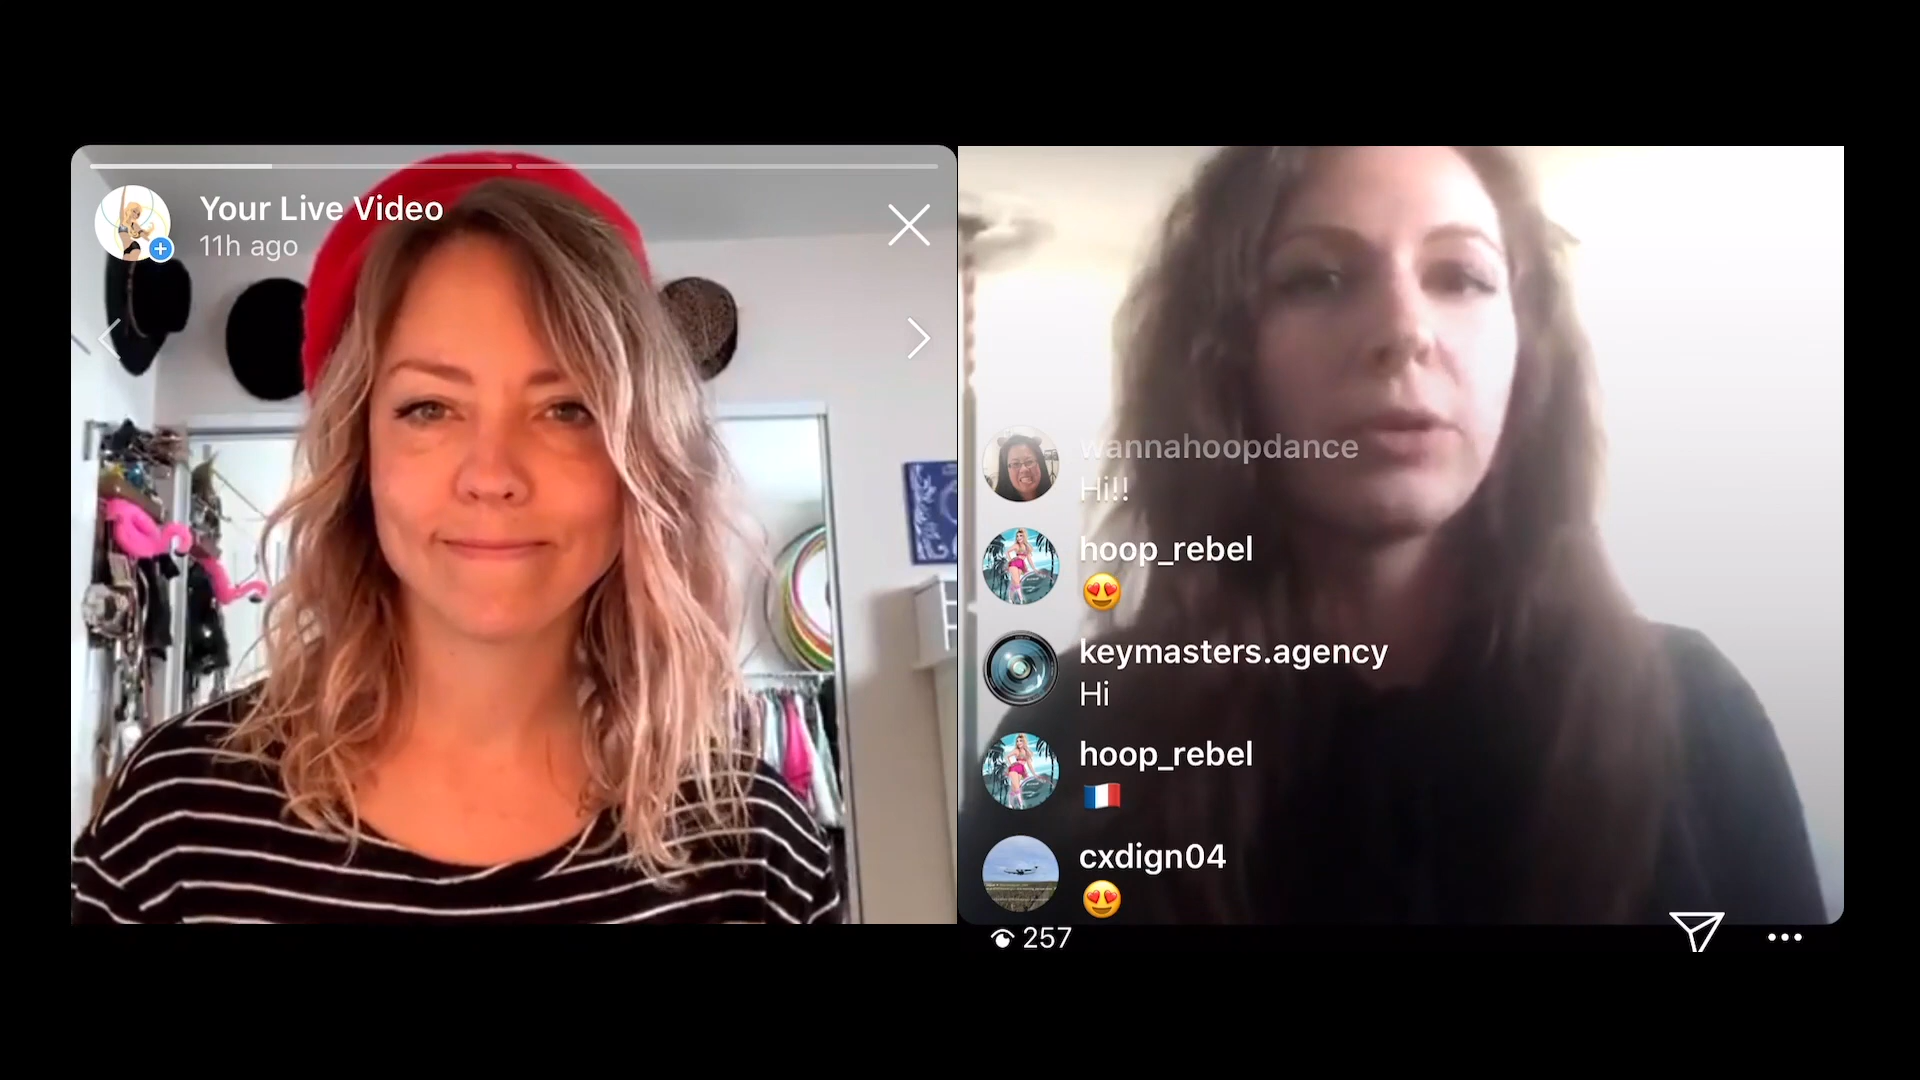 Your Live Video
11h ago
wannahoopdance
Hi!!
hoop_rebel
😍
keymasters.agency
Hi
hoop_rebel
🇫🇷
cxdign04
😍
257